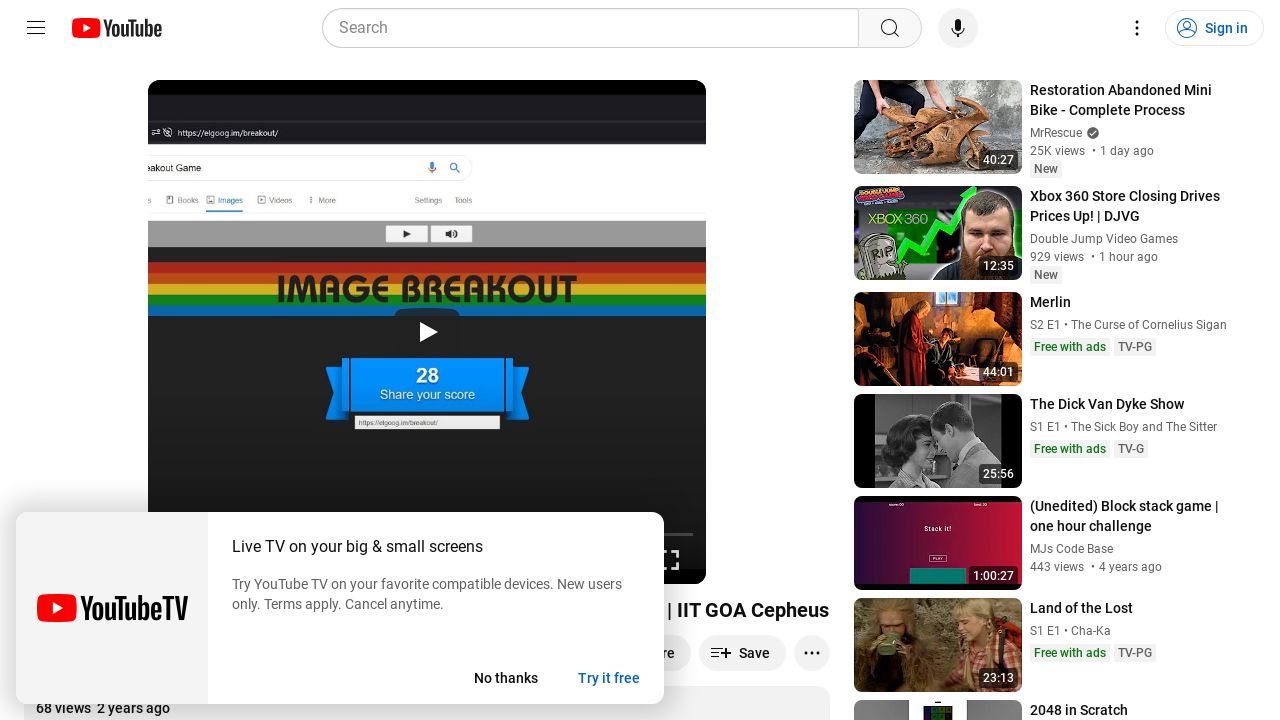 YouTube
Search
Sign in
https://elgoog.im/breakout/
eakout Game
s
Books
Images
Videos
More
Settings
Tools
IMAGE BREAKOUT
28
Share your score
https://elgoog.im/breakout/
| IIT GOA Cepheus
re
Save
68 views  2 years ago
YouTubeTV
Live TV on your big & small screens
Try YouTube TV on your favorite compatible devices. New users
only. Terms apply. Cancel anytime.
No thanks
Try it free
40:27
Restoration Abandoned Mini
Bike - Complete Process
MrRescue
25K views • 1 day ago
New
DOUBLE JUMP
VIDEO GAMES
XBOX 360
RIP
12:35
Xbox 360 Store Closing Drives
Prices Up! | DJVG
Double Jump Video Games
929 views • 1 hour ago
New
44:01
Merlin
S2 E1 • The Curse of Cornelius Sigan
Free with ads
TV-PG
25:56
The Dick Van Dyke Show
S1 E1 • The Sick Boy and The Sitter
Free with ads
TV-G
Stack it!
PLAY
1:00:27
(Unedited) Block stack game |
one hour challenge
MJs Code Base
443 views • 4 years ago
23:13
Land of the Lost
S1 E1 • Cha-Ka
Free with ads
TV-PG
2048 in Scratch